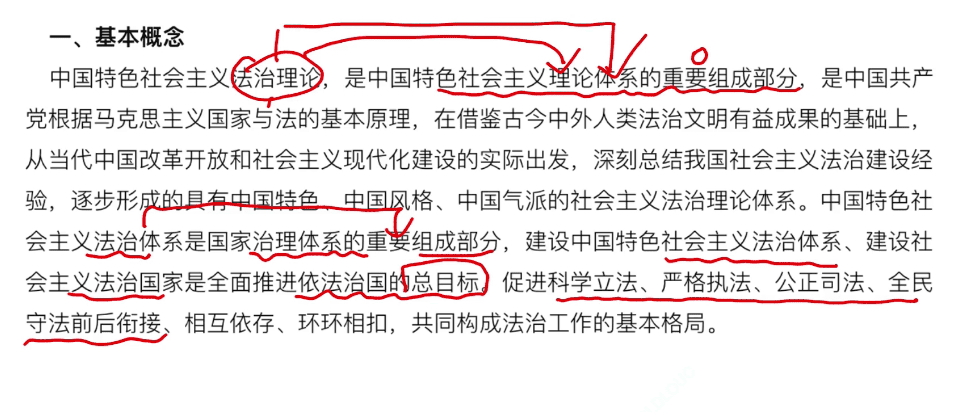 一、基本概念
中国特色社会主义法治理论，是中国特色社会主义理论体系的重要组成部分，是中国共产
党根据马克思主义国家与法的基本原理，在借鉴古今中外人类法治文明有益成果的基础上，
从当代中国改革开放和社会主义现代化建设的实际出发，深刻总结我国社会主义法治建设经
验，逐步形成的具有中国特色、中国风格、中国气派的社会主义法治理论体系。中国特色社
会主义法治体系是国家治理体系的重要组成部分，建设中国特色社会主义法治体系、建设社
会主义法治国家是全面推进依法治国的总目标。促进科学立法、严格执法、公正司法、全民
守法前后衔接、相互依存、环环相扣，共同构成法治工作的基本格局。